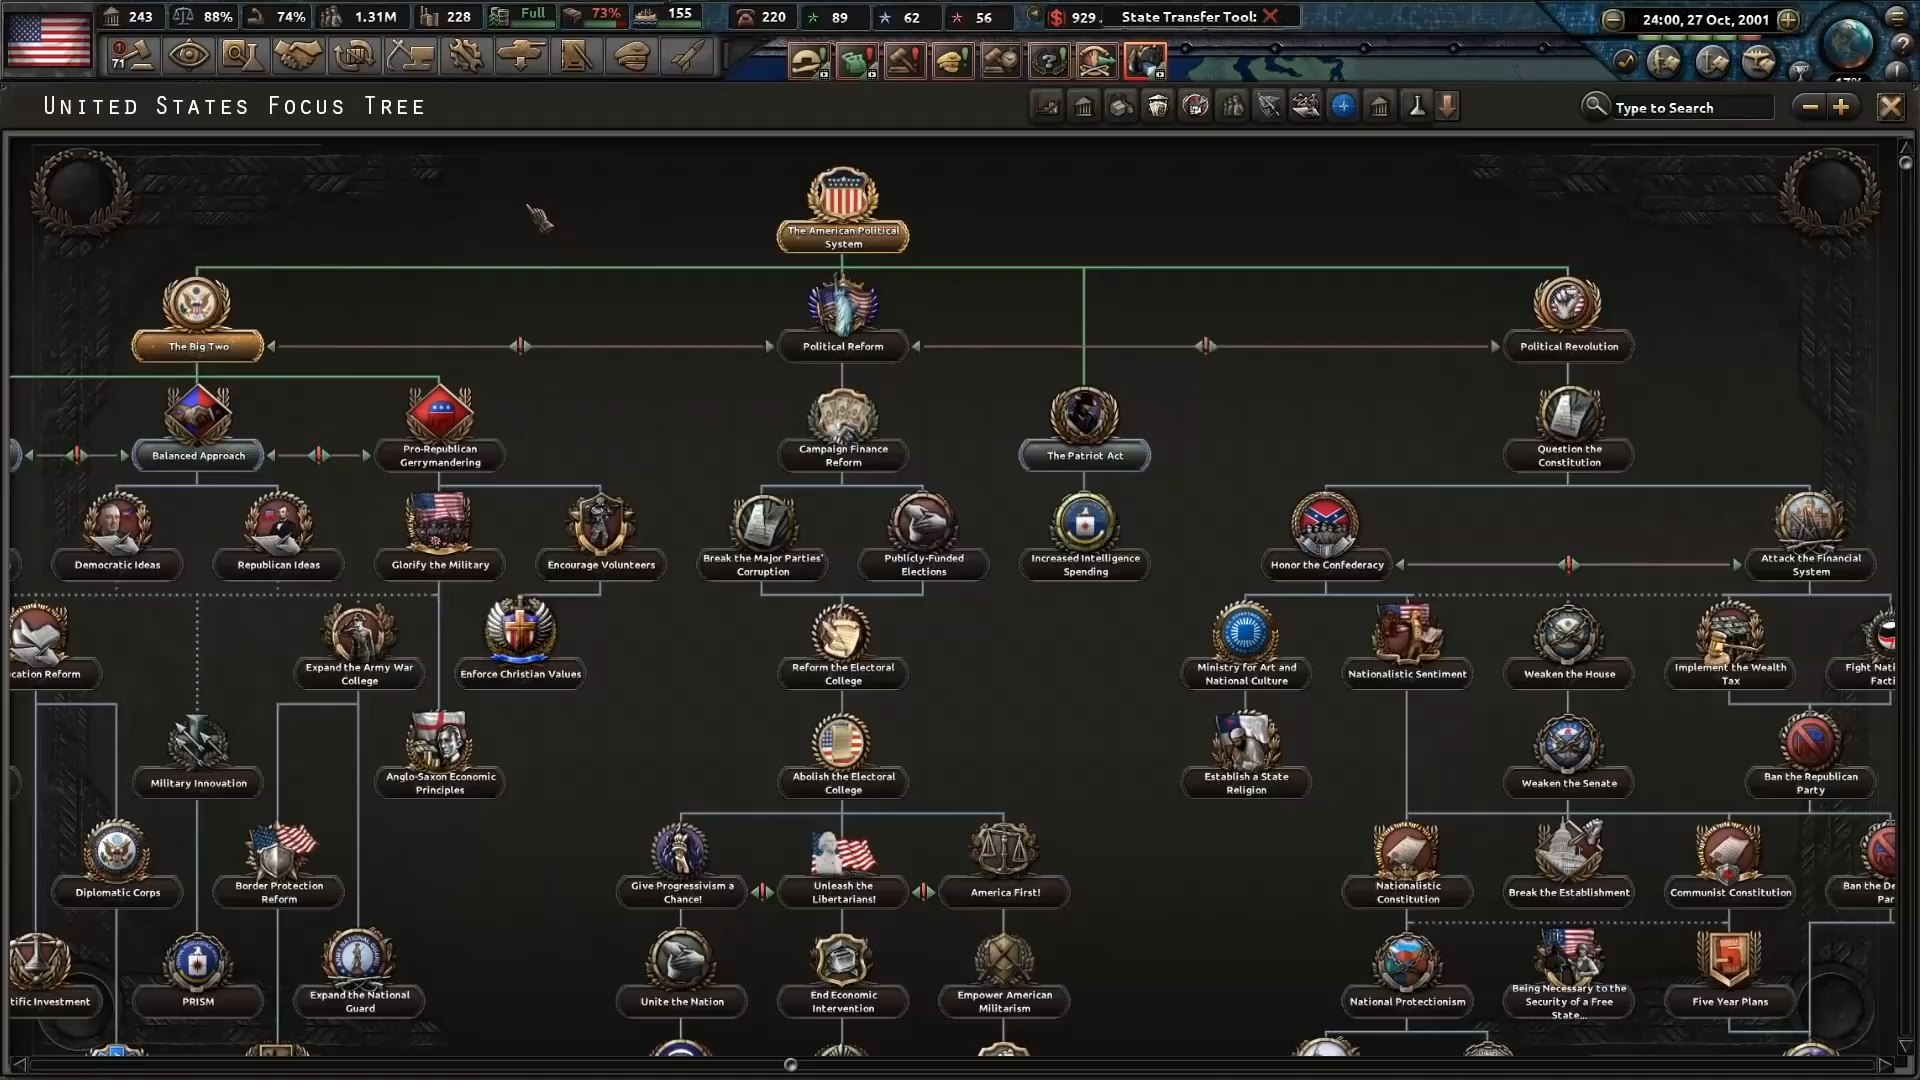 243
88%
74%
1.31M
228
Full
73%
155
220
89
62
56
929
State Transfer Tool:
24:00, 27 Oct, 2001
1
71
17%
United States Focus Tree
Type to Search
The American Political
System
The Big Two
Political Reform
Political Revolution
Balanced Approach
Pro-Republican
Gerrymandering
Campaign Finance
Reform
The Patriot Act
Question the
Constitution
Democratic Ideas
Republican Ideas
Glorify the Military
Encourage Volunteers
Break the Major Parties'
Corruption
Publicly-Funded
Elections
Increased Intelligence
Spending
Honor the Confederacy
Attack the Financial
System
cation Reform
Expand the Army War
College
Enforce Christian Values
Reform the Electoral
College
Ministry for Art and
National Culture
Nationalistic Sentiment
Weaken the House
Implement the Wealth
Tax
Fight Nati
Facti
Military Innovation
Anglo-Saxon Economic
Principles
Abolish the Electoral
College
Establish a State
Religion
Weaken the Senate
Ban the Republican
Party
Diplomatic Corps
Border Protection
Reform
Give Progressivism a
Chance!
Unleash the
Libertarians!
America First!
Nationalistic
Constitution
Break the Establishment
Communist Constitution
Ban the De
Par
tific Investment
PRISM
Expand the National
Guard
Unite the Nation
End Economic
Intervention
Empower American
Militarism
National Protectionism
Being Necessary to the
Security of a Free
State...
Five Year Plans